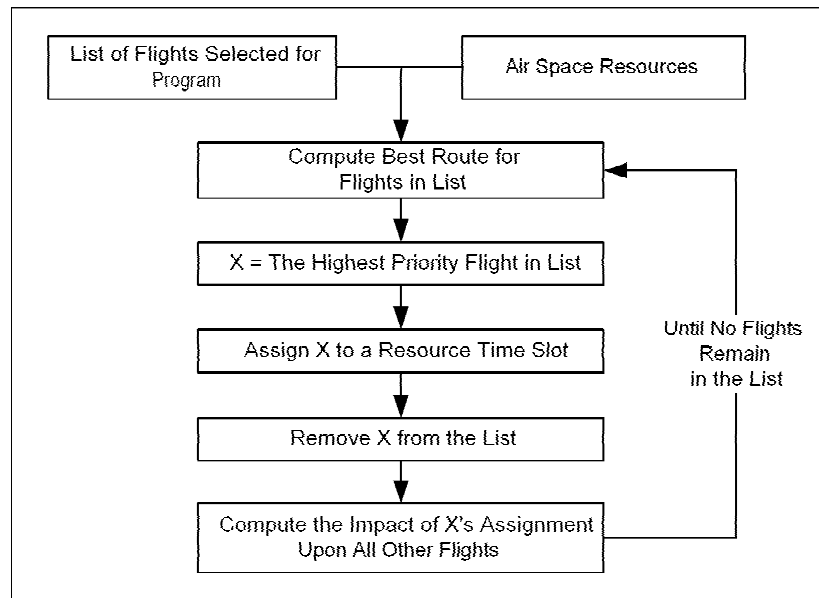 List of Flights Selected for
Program
Air Space Resources
Compute Best Route for
Flights in List
X = The Highest Priority Flight in List
Assign X to a Resource Time Slot
Until No Flights
Remain
in the List
Remove X from the List
Compute the Impact of X's Assignment
Upon All Other Flights